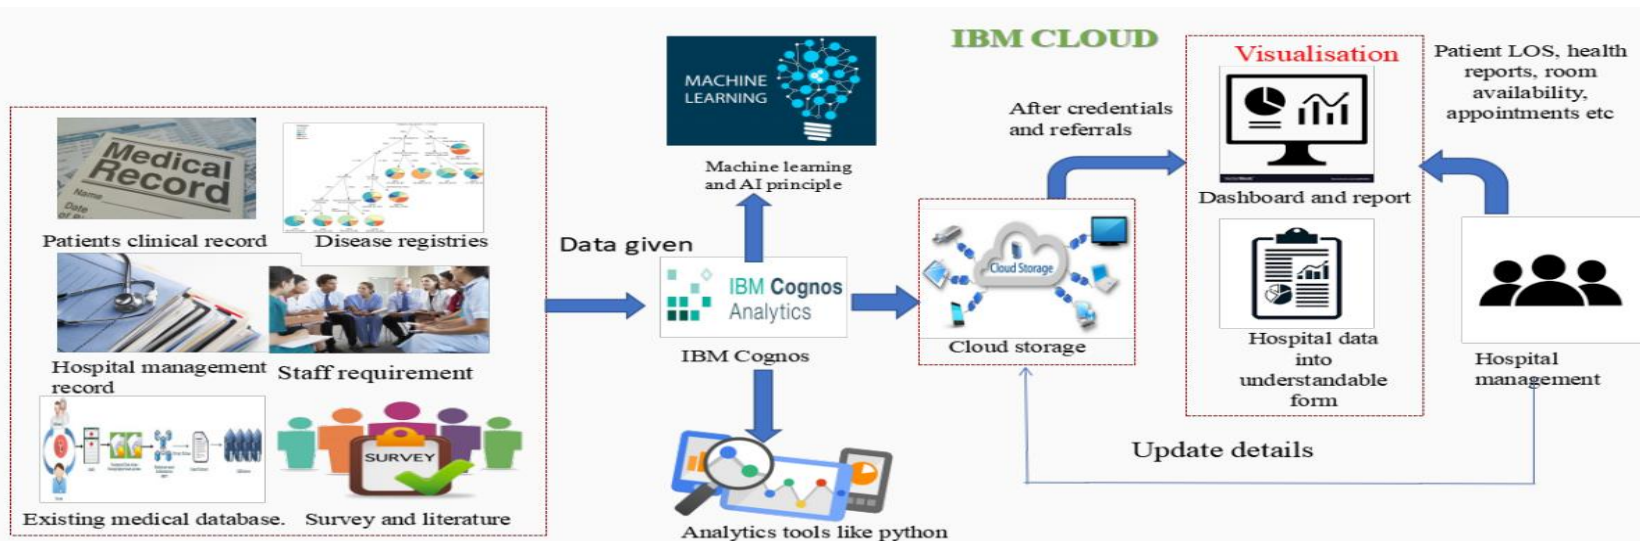 IBM CLOUD
MACHINE
LEARNING
Machine learning
and AI principle
Medical
Record
Name
Date
Patients clinical record
Disease registries
Hospital management
record
Staff requirement
SURVEY
Existing medical database.
Survey and literature
Data given
IBM Cognos
Analytics
IBM Cognos
Analytics tools like python
Cloud Storage
Cloud storage
After credentials
and referrals
Visualisation
Dashboard and report
Hospital data
into
understandable
form
Patient LOS, health
reports, room
availability,
appointments etc
Hospital
management
Update details